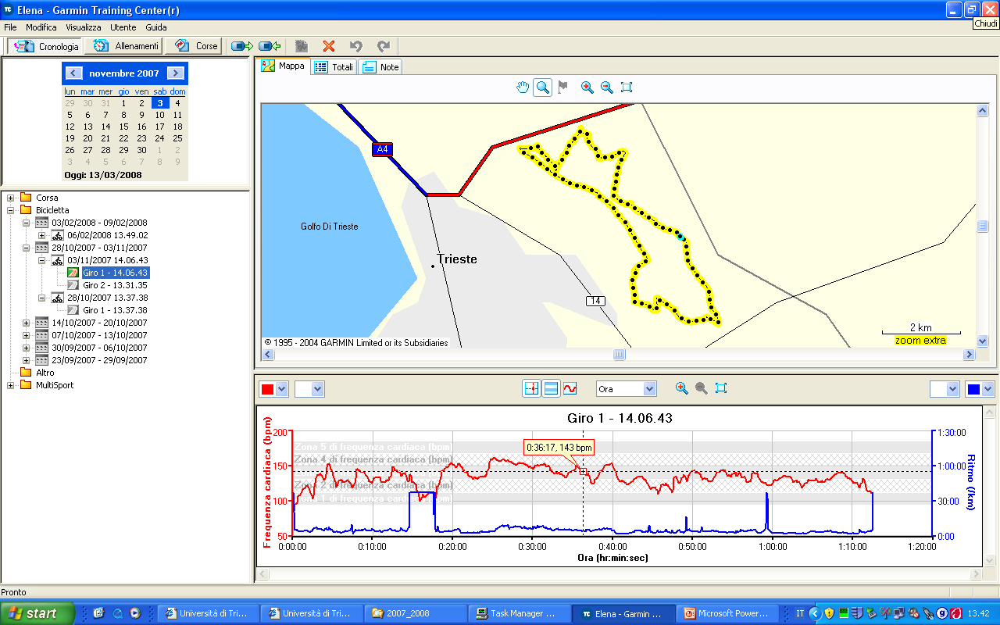 Elena - Garmin Training Center(r)
Chiudi
File Modifica Visualizza Utente Guida
Cronologia Allenamenti Corse
novembre 2007
lun mar mer gio ven sab dom
29 30 31 1 2 3 4
5 6 7 8 9 10 11
12 13 14 15 16 17 18
19 20 21 22 23 24 25
26 27 28 29 30 1 2
3 4 5 6 7 8 9
Oggi: 13/03/2008
Corsa
Bicicletta
03/02/2008 - 09/02/2008
06/02/2008 13.49.02
28/10/2007 - 03/11/2007
03/11/2007 14.06.43
Giro 1 - 14.06.43
Giro 2 - 13.31.35
28/10/2007 13.37.38
Giro 1 - 13.37.38
14/10/2007 - 20/10/2007
07/10/2007 - 13/10/2007
30/09/2007 - 06/10/2007
23/09/2007 - 29/09/2007
Altro
MultiSport
Mappa Totali Note
A4
Golfo Di Trieste
Trieste
14
2 km
zoom extra
© 1995 - 2004 GARMIN Limited or its Subsidiaries
Ora
Giro 1 - 14.06.43
Frequenza cardiaca (bpm)
200
150
100
50
Zona 5 di frequenza cardiaca (bpm)
Zona 4 di frequenza cardiaca (bpm)
Zona 2 di frequenza cardiaca (bpm)
Zona 1 di frequenza cardiaca (bpm)
0:36:17, 143 bpm
1:30:00
1:00:00
30:00
0:00
Ritmo (/km)
0:00:00 0:10:00 0:20:00 0:30:00 0:40:00 0:50:00 1:00:00 1:10:00 1:20:00
Ora (hr:min:sec)
Pronto
start Università di Tri... Università di Tri... 2007_2008 Task Manager ... Elena - Garmin ... Microsoft Power... IT 13.42